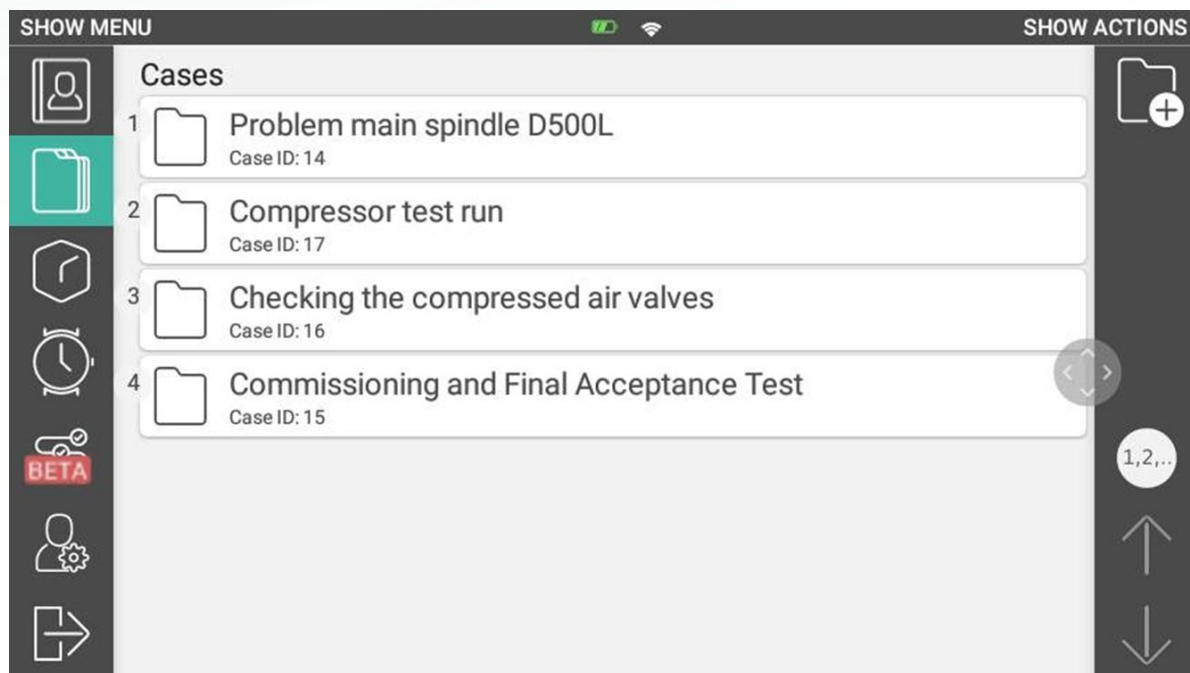 SHOW MENU
SHOW ACTIONS
Cases
1
Problem main spindle D500L
Case ID: 14
2
Compressor test run
Case ID: 17
3
Checking the compressed air valves
Case ID: 16
4
Commissioning and Final Acceptance Test
Case ID: 15
BETA
1,2,..